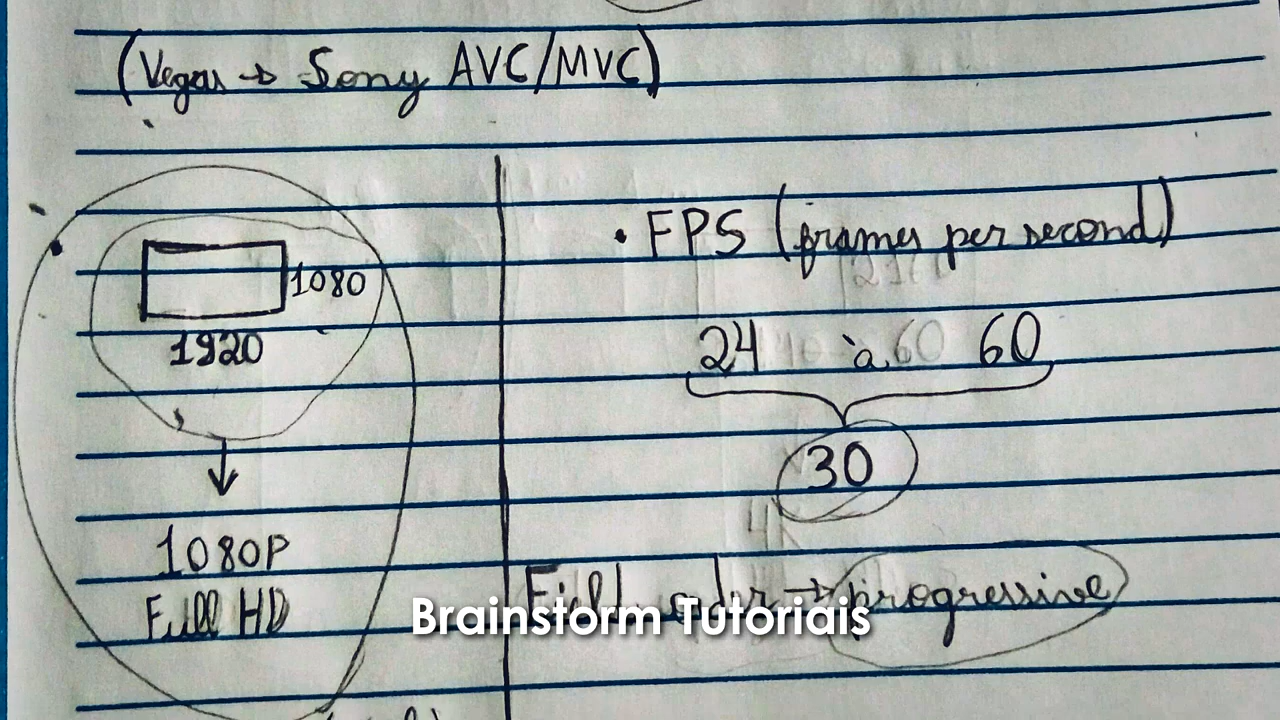 (Vegas → Sony AVC/MVC)
1080
1920
1080P
Full HD
• FPS (frames per second)
24 à 60
30
Field order → progressive
Brainstorm Tutoriais